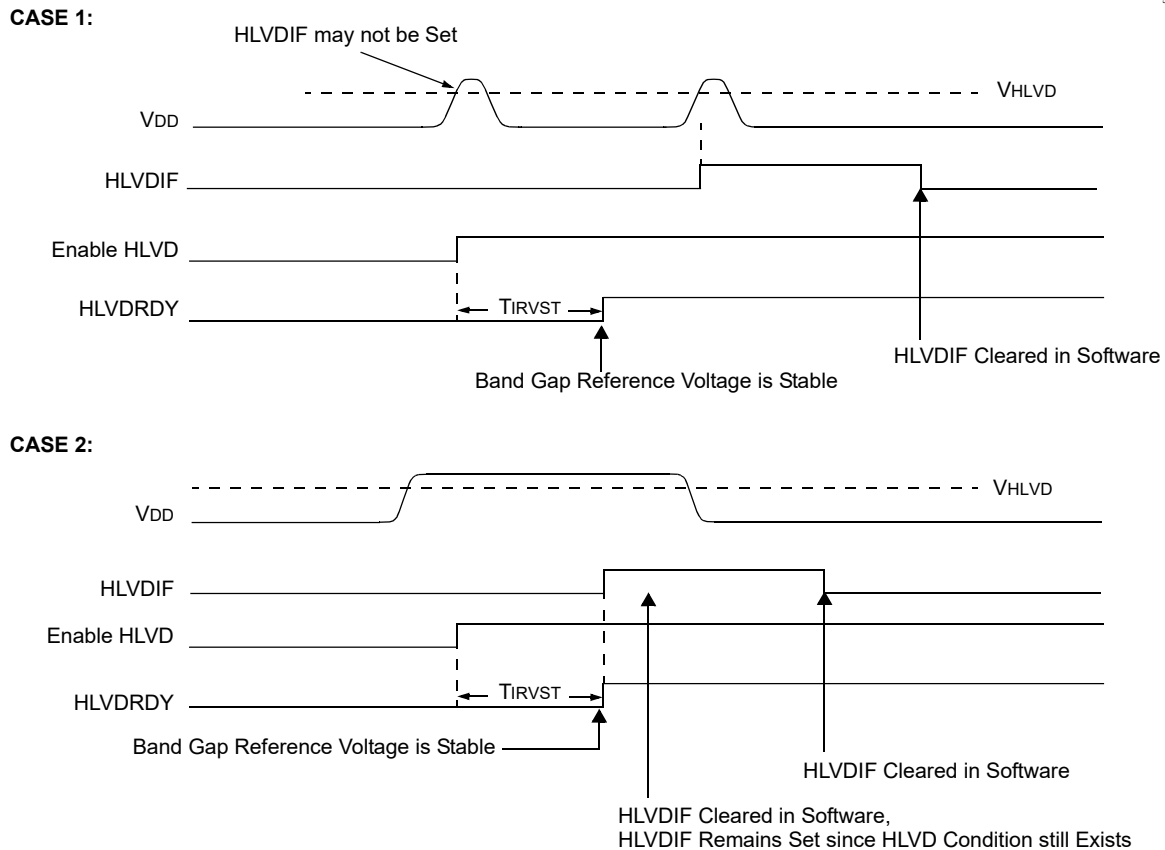 CASE 1:
HLVDIF may not be Set
VHLVD
VDD
HLVDIF
Enable HLVD
HLVDRDY
TIRVST
HLVDIF Cleared in Software
Band Gap Reference Voltage is Stable
CASE 2:
VHLVD
VDD
HLVDIF
Enable HLVD
HLVDRDY
TIRVST
Band Gap Reference Voltage is Stable
HLVDIF Cleared in Software
HLVDIF Cleared in Software,
HLVDIF Remains Set since HLVD Condition still Exists